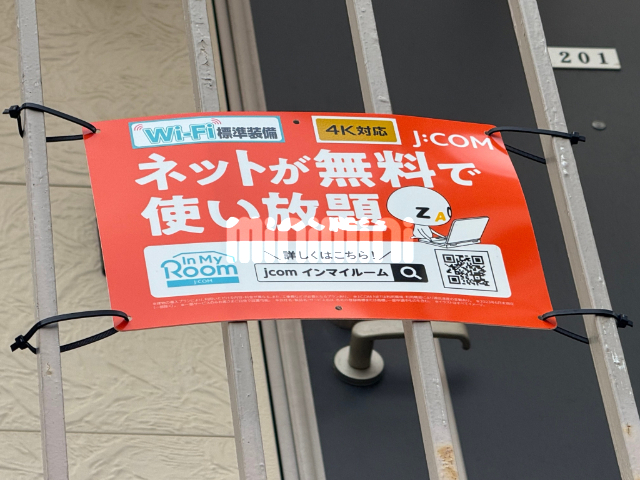 201
Wi-Fi 標準装備
4K対応
J:COM
ネットが無料で
使い放題
ZA
In My
Room
J:COM
詳しくはこちら!
jcom インマイルーム